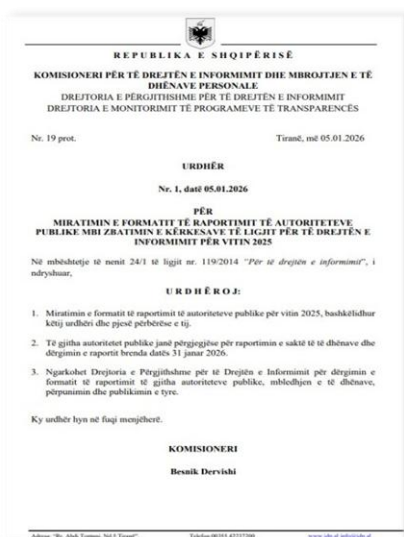 REPUBLIKA E SHQIPËRISË
KOMISIONERI PËR TË DREJTËN E INFORMIMIT DHE MBROJTJEN E TË
DHËNAVE PERSONALE
DREJTORIA E PËRGJITHSHME PËR TË DREJTËN E INFORMIMIT
DREJTORIA E MONITORIMIT TË PROGRAMEVE TË TRANSPARENCËS
Nr. 19 prot. Tiranë, më 05.01.2026
URDHËR
Nr. 1, datë 05.01.2026
PËR
MIRATIMIN E FORMATIT TË RAPORTIMIT TË AUTORITETEVE
PUBLIKE MBI ZBATIMIN E KËRKESAVE TË LIGJIT PËR TË DREJTËN E
INFORMIMIT PËR VITIN 2025
Në mbështetje të nenit 24/1 të ligjit nr. 119/2014 "Për të drejtën e informimit", i
ndryshuar,
URDHËROJ:
1. Miratimin e formatit të raportimit të autoriteteve publike për vitin 2025, bashkëlidhur
këtij urdhëri dhe pjesë përbërëse e tij.
2. Të gjitha autoritetet publike janë përgjegjëse për raportimin e saktë të të dhënave dhe
dërgimin e raportit brenda datës 31 janar 2026.
3. Ngarkohet Drejtoria e Përgjithshme për të Drejtën e Informimit për dërgimin e
formatit të raportimit të gjitha autoriteteve publike, mbledhjen e të dhënave,
përpunimin dhe publikimin e tyre.
Ky urdhër hyn në fuqi menjëherë.
KOMISIONERI
Besnik Dervishi